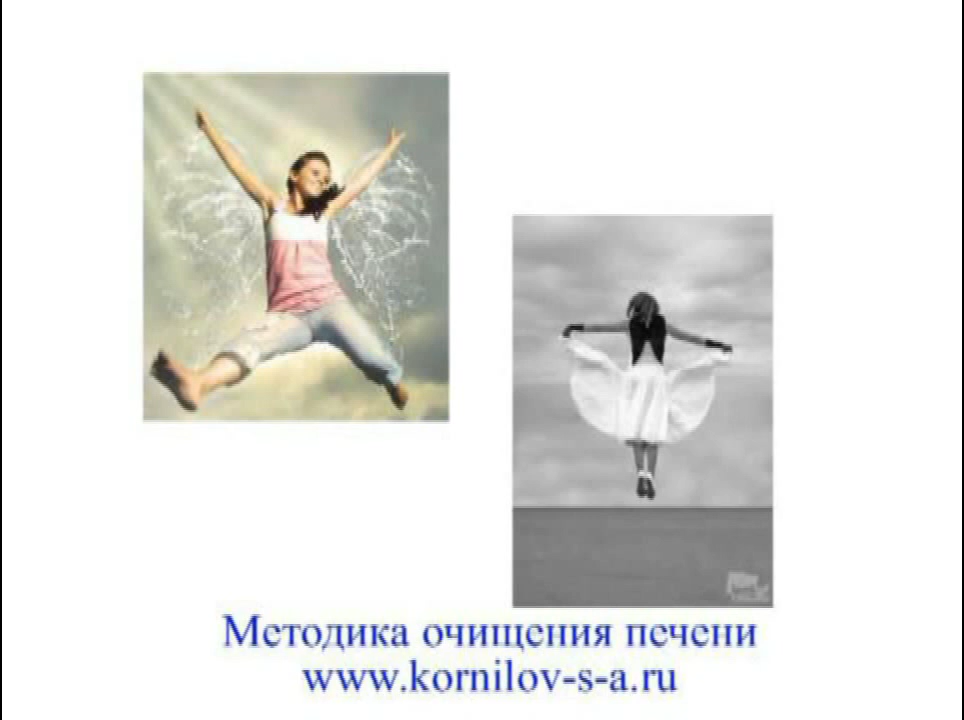 Методика очищения печени
www.kornilov-s-a.ru